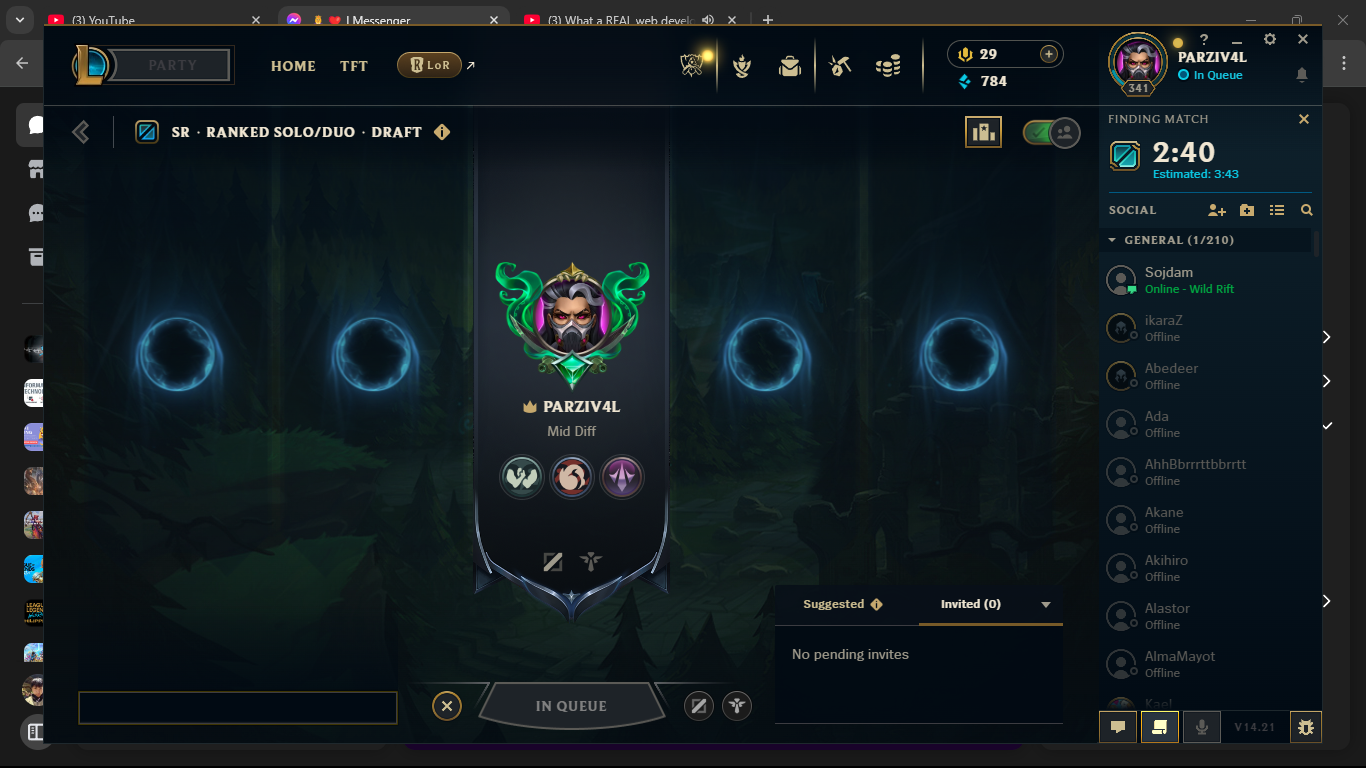 (3) YouTube
| Messenger
(3) What a REAL web devel
PARTY
HOME
TFT
LoR
29
784
341
PARZIV4L
In Queue
SR · RANKED SOLO/DUO · DRAFT
FINDING MATCH
2:40
Estimated: 3:43
SOCIAL
GENERAL (1/210)
Sojdam
Online - Wild Rift
ikaraZ
Offline
Abedeer
Offline
Ada
Offline
AhhBbrrrttbbrrtt
Offline
Akane
Offline
Akihiro
Offline
Alastor
Offline
AlmaMayot
Offline
Kael
PARZIV4L
Mid Diff
Suggested
Invited (0)
No pending invites
IN QUEUE
V14.21